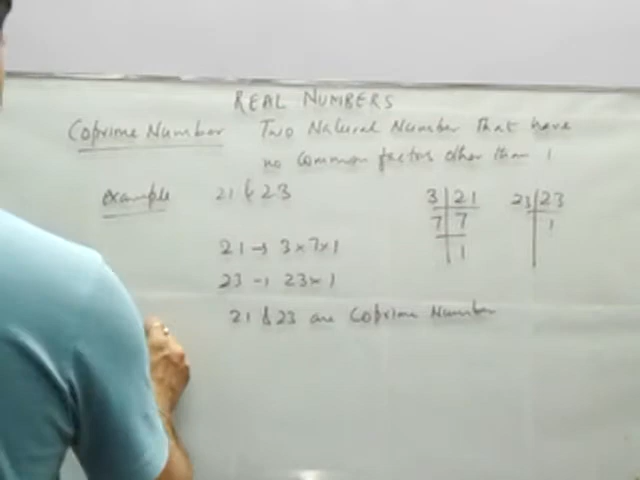 REAL NUMBERS
Coprime Number Two Natural Number That have
no Common factors other than 1
example 21 & 23
3 21
7 7
1
23 23
1
21 → 3×7×1
23 → 23×1
21 & 23 are Coprime Number